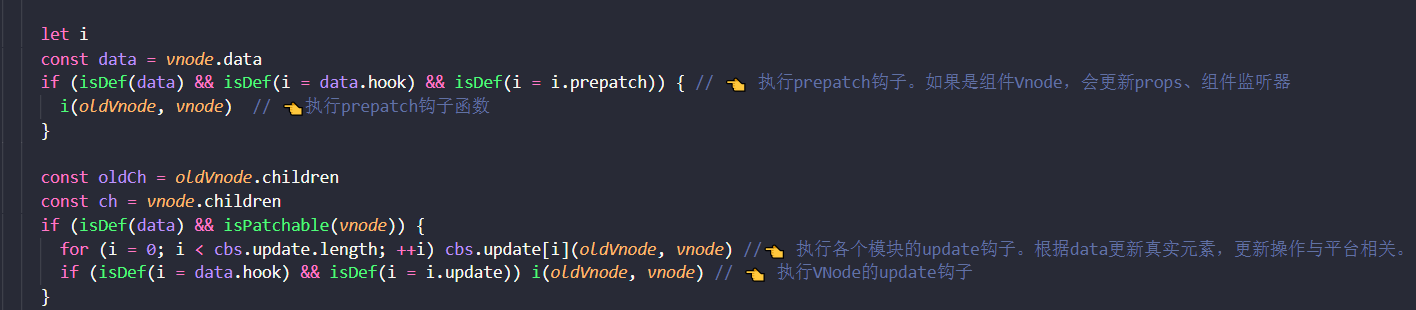 let i
const data = vnode.data
if (isDef(data) && isDef(i = data.hook) && isDef(i = i.prepatch)) { // 👈 执行prepatch钩子。如果是组件Vnode，会更新props、组件监听器
  i(oldVnode, vnode)  // 👈执行prepatch钩子函数
}
const oldCh = oldVnode.children
const ch = vnode.children
if (isDef(data) && isPatchable(vnode)) {
  for (i = 0; i < cbs.update.length; ++i) cbs.update[i](oldVnode, vnode) //👈 执行各个模块的update钩子。根据data更新真实元素，更新操作与平台相关。
  if (isDef(i = data.hook) && isDef(i = i.update)) i(oldVnode, vnode) // 👈 执行VNode的update钩子
}